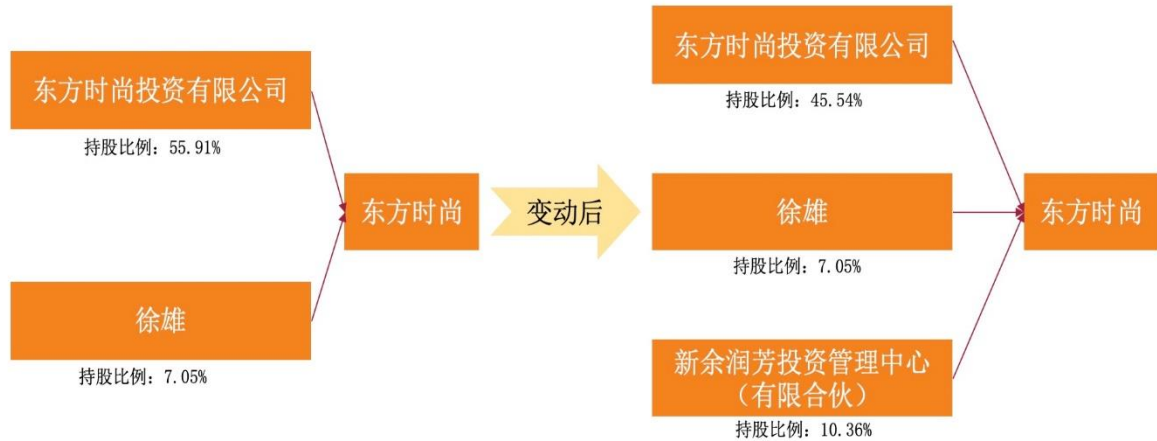 东方时尚投资有限公司
持股比例：55.91%
徐雄
持股比例：7.05%
东方时尚
变动后
东方时尚投资有限公司
持股比例：45.54%
徐雄
持股比例：7.05%
新余润芳投资管理中心
（有限合伙）
持股比例：10.36%
东方时尚